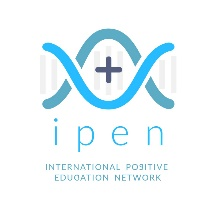 ipen
INTERNATIONAL POSITIVE
EDUCATION NETWORK